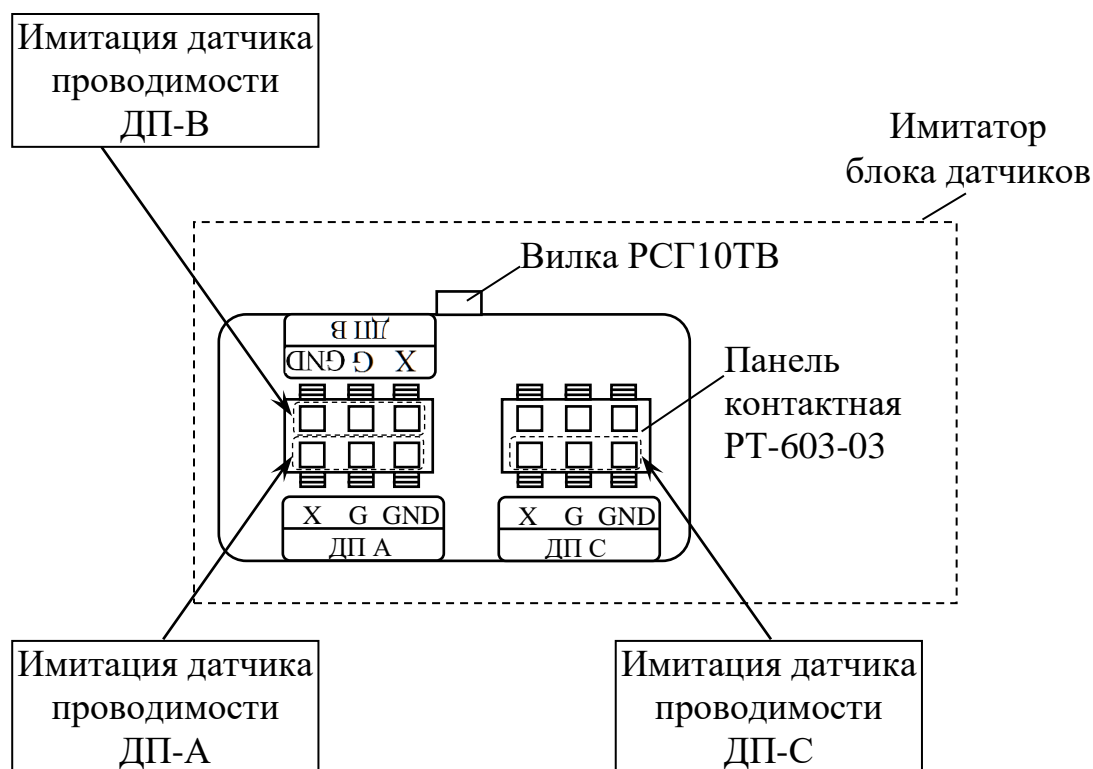 Имитация датчика
проводимости
ДП-В
Имитатор
блока датчиков
Вилка РСГ10ТВ
ДП В
X G GND
Панель
контактная
РТ-603-03
X G GND
ДП А
X G GND
ДП С
Имитация датчика
проводимости
ДП-А
Имитация датчика
проводимости
ДП-С